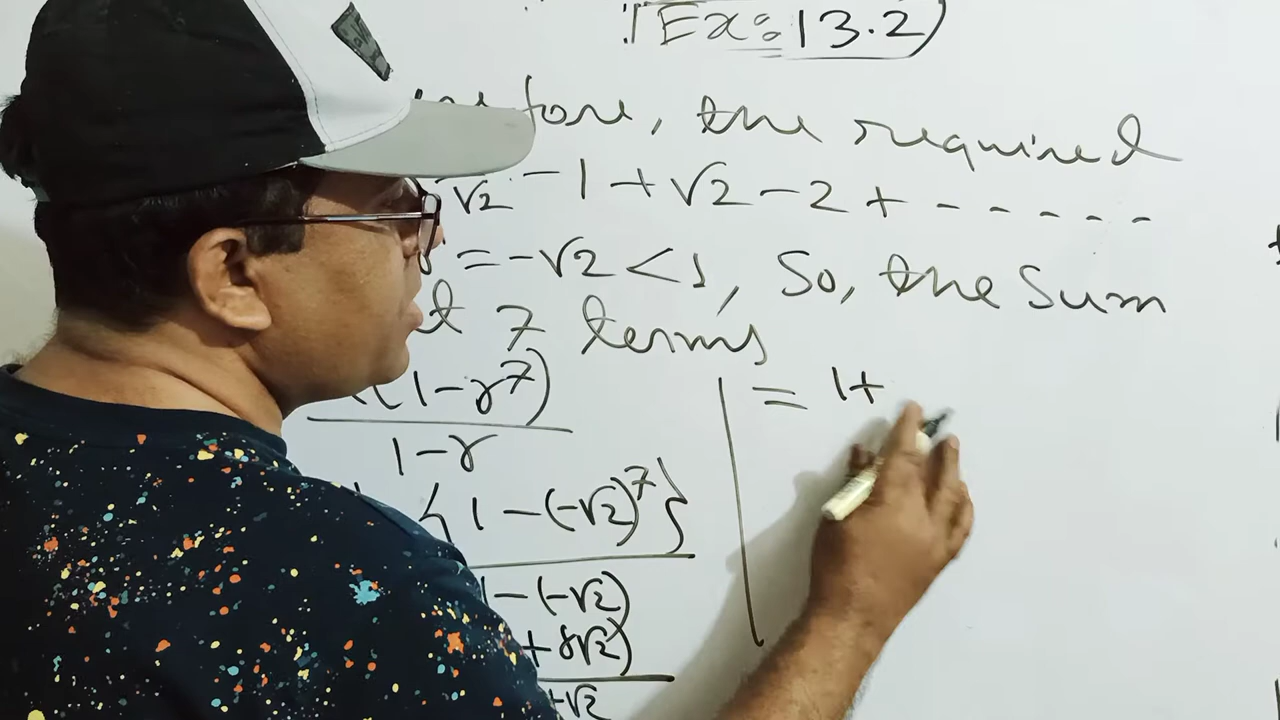 (Ex: 13.2)
the required
√2 - 1 + √2 - 2 + ------
= -√2 < 1, So, the Sum
7 terms
(1-r⁷)
1-r
{1-(-√2)⁷}
1-(-√2)
+8√2)
+√2
= 1+